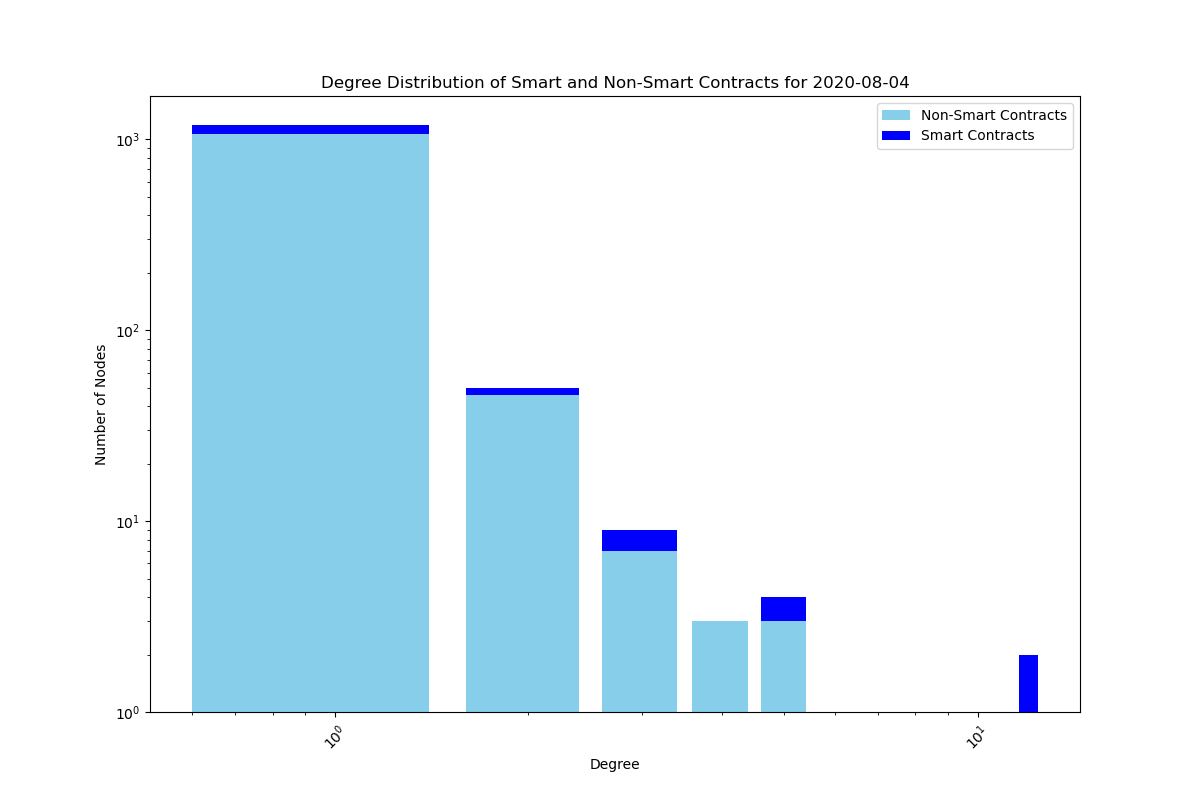 Degree Distribution of Smart and Non-Smart Contracts for 2020-08-04
Non-Smart Contracts
Smart Contracts
Number of Nodes
10³
10²
10¹
10⁰
10⁰
10¹
Degree